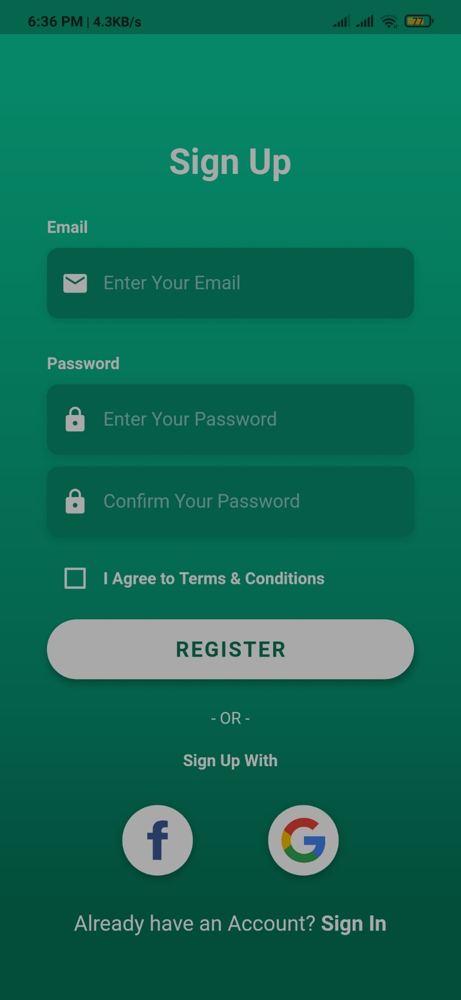 6:36 PM | 4.3KB/s 77
Sign Up
Email
Enter Your Email
Password
Enter Your Password
Confirm Your Password
I Agree to Terms & Conditions
REGISTER
- OR -
Sign Up With
f G
Already have an Account? Sign In